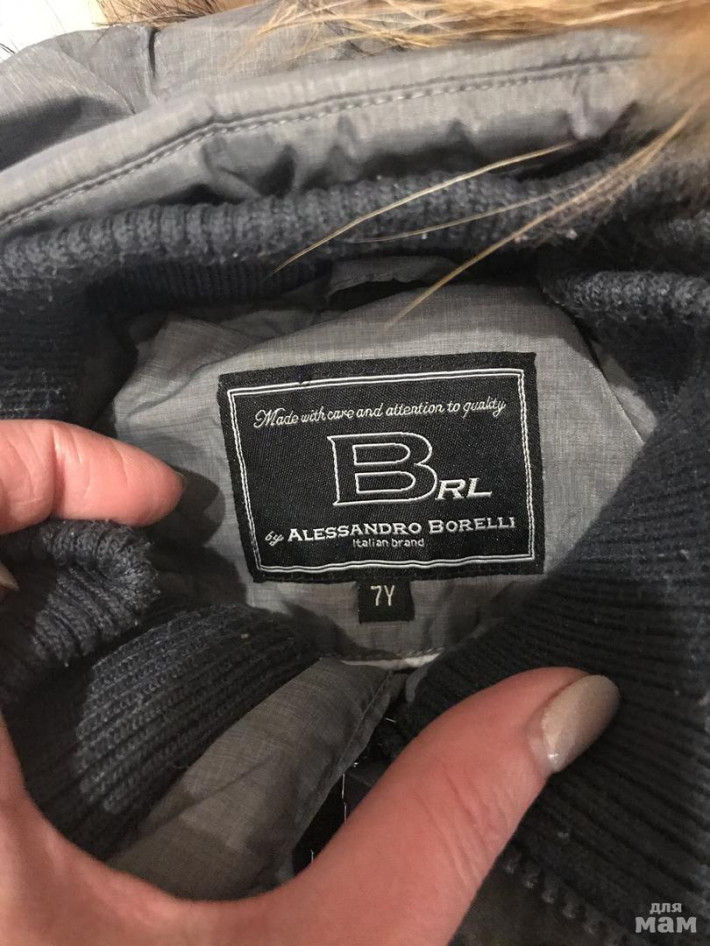 Made with care and attention to quality
BRL
by ALESSANDRO BORELLI
Italian brand
7Y
для
мам